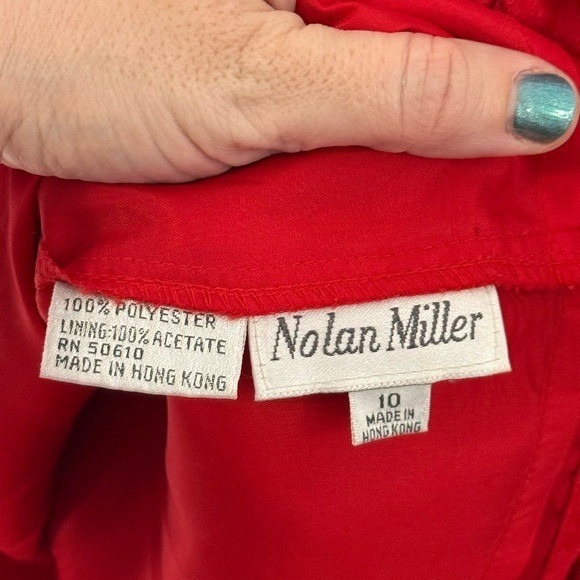 100% POLYESTER
LINING:100% ACETATE
RN 50610
MADE IN HONG KONG
Nolan Miller
10
MADE IN
HONG KONG